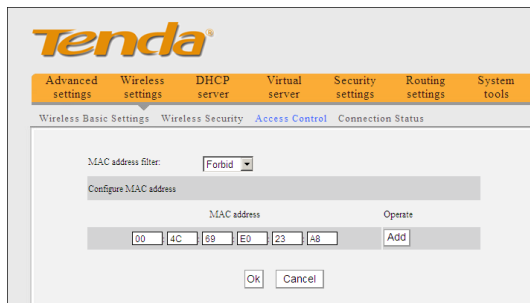 Tenda
Advanced settings Wireless settings DHCP server Virtual server Security settings Routing settings System tools
Wireless Basic Settings Wireless Security Access Control Connection Status
MAC address filter: Forbid
Configure MAC address
MAC address Operate
00 : 4C : 69 : E0 : 23 : A8 Add
Ok Cancel